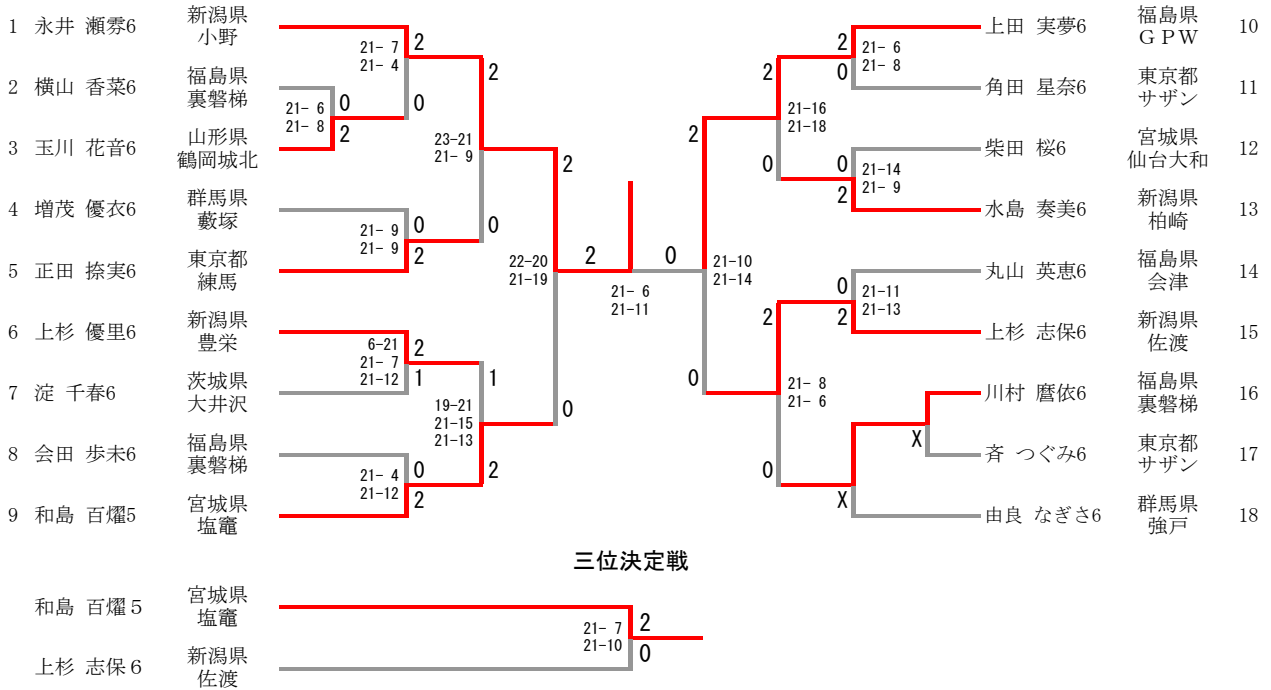 1 永井 瀬雰6 新潟県 小野
2 横山 香菜6 福島県 裏磐梯
3 玉川 花音6 山形県 鶴岡城北
4 増茂 優衣6 群馬県 藪塚
5 正田 捺実6 東京都 練馬
6 上杉 優里6 新潟県 豊栄
7 淀 千春6 茨城県 大井沢
8 会田 歩未6 福島県 裏磐梯
9 和島 百燿5 宮城県 塩竈
21- 7 2
21- 4
0
21- 6 0
21- 8 2
23-21 2
21- 9
0
21- 9 0
21- 9 2
22-20 2
21-19
0
6-21 2
21- 7
21-12 1
19-21 1
21-15
21-13 2
21- 4 0
21-12 2
2 0
21- 6
21-11
上田 実夢6 福島県 ＧＰＷ 10
角田 星奈6 東京都 サザン 11
柴田 桜6 宮城県 仙台大和 12
水島 奏美6 新潟県 柏崎 13
丸山 英恵6 福島県 会津 14
上杉 志保6 新潟県 佐渡 15
川村 麿依6 福島県 裏磐梯 16
斉 つぐみ6 東京都 サザン 17
由良 なぎさ6 群馬県 強戸 18
2 21- 6
0 21- 8
2 21-16
21-18
0
0 21-14
2 21- 9
2 21-10
21-14
0
0 21-11
2 21-13
2 21- 8
21- 6
0
X
X
三位決定戦
和島 百燿５ 宮城県 塩竈
上杉 志保６ 新潟県 佐渡
21- 7 2
21-10 0